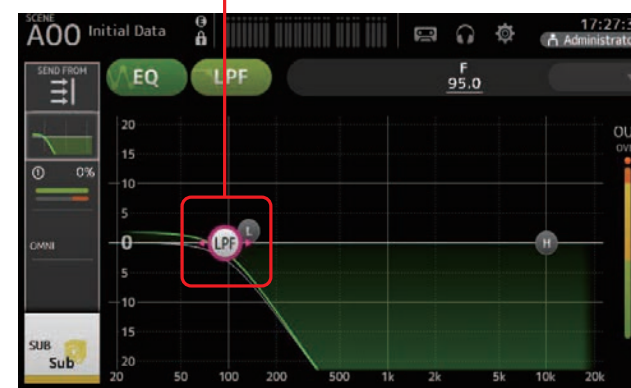 SCENE
A00 Initial Data
17:27:3
Administrato
SEND FROM
EQ
LPF
F
95.0
0%
OMNI
SUB
Sub
OU
OVE
20
15
10
5
0
5
10
15
20
LPF
L
H
20 50 100 200 500 1k 2k 5k 10k 20k